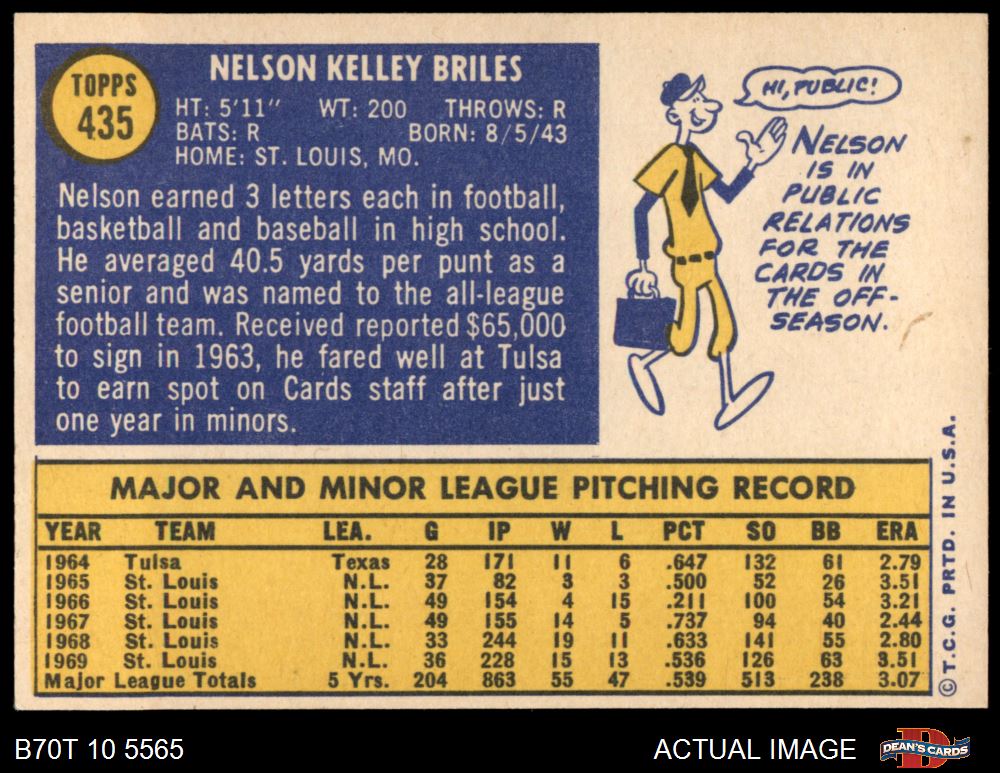 TOPPS
435
NELSON KELLEY BRILES
HT: 5'11" WT: 200 THROWS: R
BATS: R BORN: 8/5/43
HOME: ST. LOUIS, MO.
Nelson earned 3 letters each in football,
basketball and baseball in high school.
He averaged 40.5 yards per punt as a
senior and was named to the all-league
football team. Received reported $65,000
to sign in 1963, he fared well at Tulsa
to earn spot on Cards staff after just
one year in minors.
HI, PUBLIC!
NELSON
IS IN
PUBLIC
RELATIONS
FOR THE
CARDS IN
THE OFF-
SEASON.
MAJOR AND MINOR LEAGUE PITCHING RECORD
YEAR TEAM LEA. G IP W L PCT SO BB ERA
1964 Tulsa Texas 28 171 11 6 .647 132 61 2.79
1965 St. Louis N.L. 37 82 3 3 .500 52 26 3.51
1966 St. Louis N.L. 49 154 4 15 .211 100 54 3.21
1967 St. Louis N.L. 49 155 14 5 .737 94 40 2.44
1968 St. Louis N.L. 33 244 19 11 .633 141 55 2.80
1969 St. Louis N.L. 36 228 15 13 .536 126 63 3.51
Major League Totals 5 Yrs. 204 863 55 47 .539 513 238 3.07
© T.C.G. PRTD. IN U.S.A.
B70T 10 5565
ACTUAL IMAGE
DEAN'S CARDS